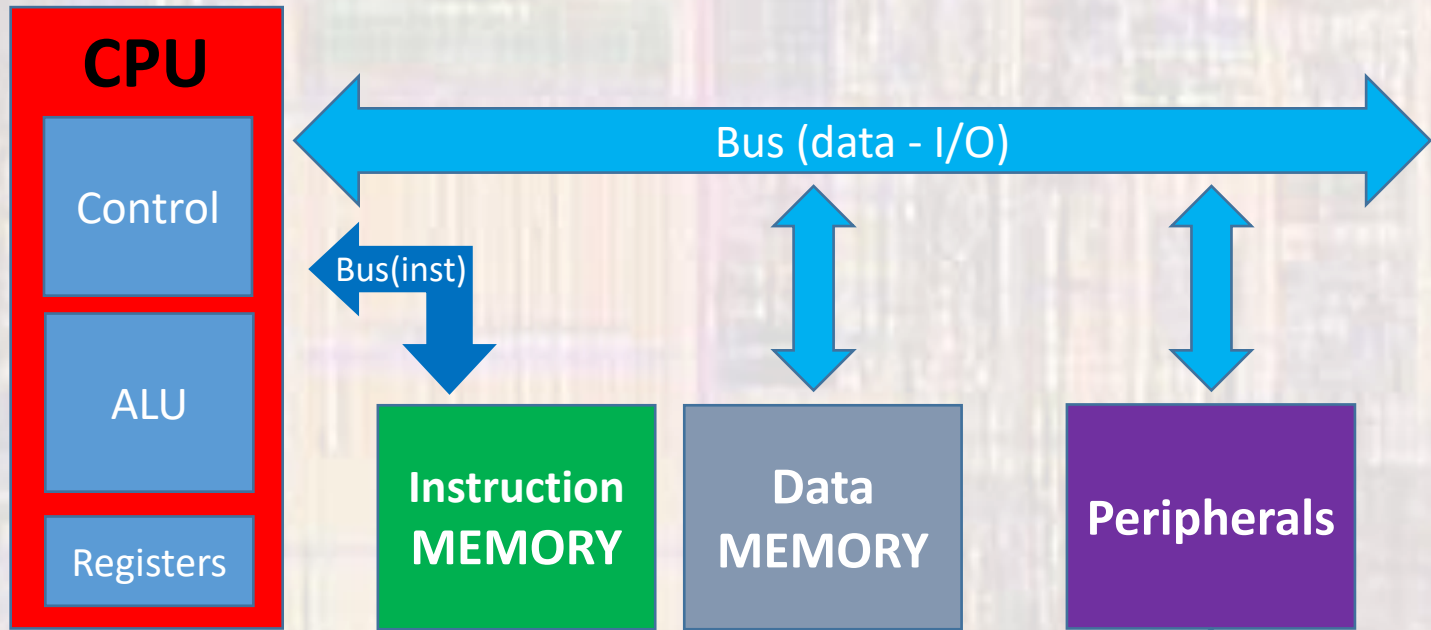 CPU
Control
ALU
Registers
Bus (data - I/O)
Bus(inst)
Instruction
MEMORY
Data
MEMORY
Peripherals